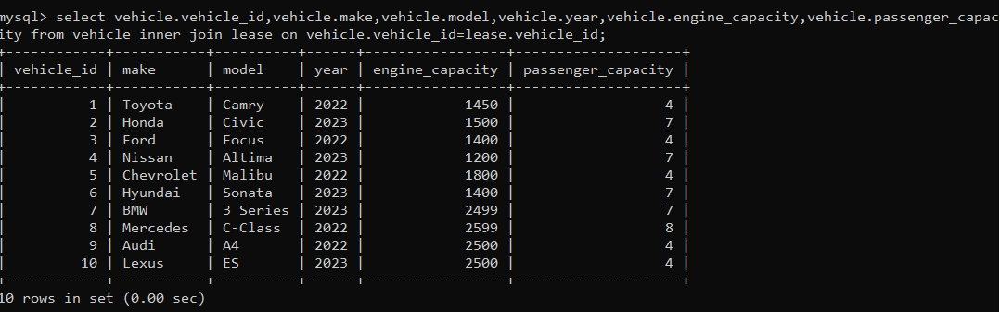 mysql> select vehicle.vehicle_id,vehicle.make,vehicle.model,vehicle.year,vehicle.engine_capacity,vehicle.passenger_capac
ity from vehicle inner join lease on vehicle.vehicle_id=lease.vehicle_id;
+------------+-----------+----------+------+-----------------+--------------------+
| vehicle_id | make      | model    | year | engine_capacity | passenger_capacity |
+------------+-----------+----------+------+-----------------+--------------------+
|          1 | Toyota    | Camry    | 2022 |            1450 |                  4 |
|          2 | Honda     | Civic    | 2023 |            1500 |                  7 |
|          3 | Ford      | Focus    | 2022 |            1400 |                  4 |
|          4 | Nissan    | Altima   | 2023 |            1200 |                  7 |
|          5 | Chevrolet | Malibu   | 2022 |            1800 |                  4 |
|          6 | Hyundai   | Sonata   | 2023 |            1400 |                  7 |
|          7 | BMW       | 3 Series | 2023 |            2499 |                  7 |
|          8 | Mercedes  | C-Class  | 2022 |            2599 |                  8 |
|          9 | Audi      | A4       | 2022 |            2500 |                  4 |
|         10 | Lexus     | ES       | 2023 |            2500 |                  4 |
+------------+-----------+----------+------+-----------------+--------------------+
10 rows in set (0.00 sec)